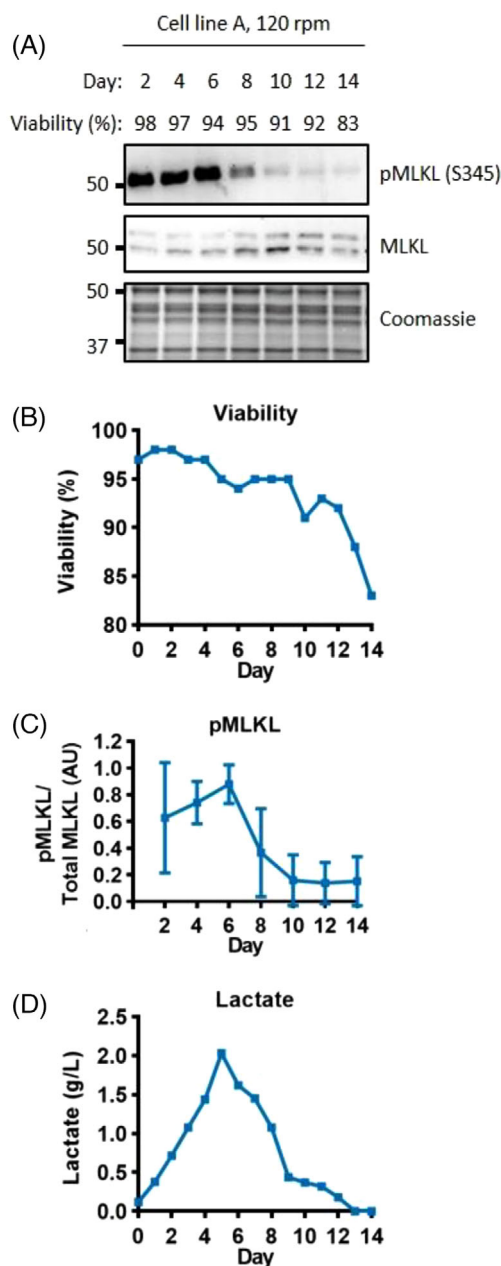 Cell line A, 120 rpm
(A)
Day: 2 4 6 8 10 12 14
Viability (%): 98 97 94 95 91 92 83
50 pMLKL (S345)
50 MLKL
50
Coomassie
37
(B)
Viability
100
95
90
85
80
Viability (%)
0 2 4 6 8 10 12 14
Day
(C)
pMLKL
1.2
1.0
0.8
0.6
0.4
0.2
0.0
pMLKL/
Total MLKL (AU)
2 4 6 8 10 12 14
Day
(D)
Lactate
2.5
2.0
1.5
1.0
0.5
0.0
Lactate (g/L)
0 2 4 6 8 10 12 14
Day